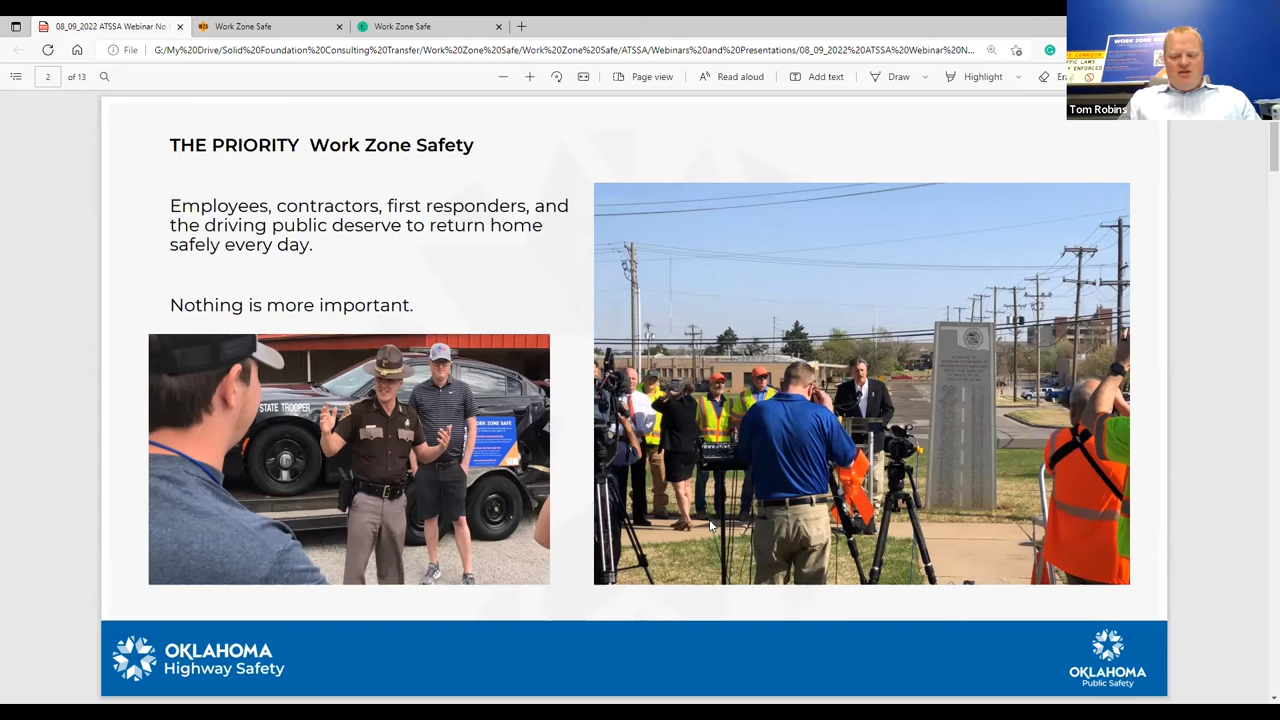 08_09_2022 ATSSA Webinar No
Work Zone Safe
Work Zone Safe
File
G:/My%20Drive/Solid%20Foundation%20Consulting%20Transfer
%20Zone%20Safe/Work%20Zone%20Safe/ATSSA/Webinars%20and%20Presentations/08_09_2022%20
ATSSA%20Webinar%20N...
2 of 13
Page view
Read aloud
Add text
Draw
Highlight
Era
Tom Robins
THE PRIORITY Work Zone Safety
Employees, contractors, first responders, and
the driving public deserve to return home
safely every day.
Nothing is more important.
STATE TROOPER
WORK ZONE SAFE
OKLAHOMA
Highway Safety
OKLAHOMA
Public Safety